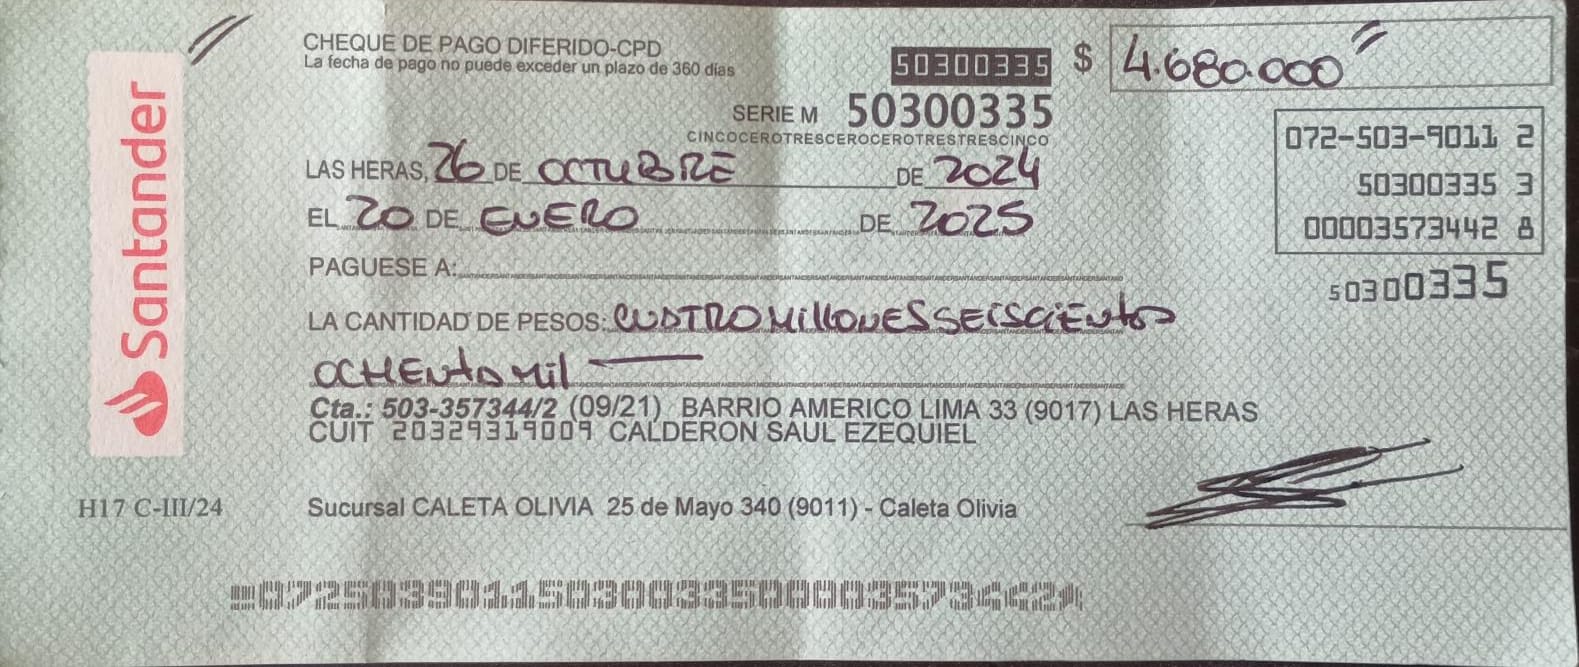 Santander
CHEQUE DE PAGO DIFERIDO-CPD
La fecha de pago no puede exceder un plazo de 360 días
50300335
$ 4.680.000
SERIE M 50300335
CINCOCEROTRESCEROCEROTRESTRESCINCO
LAS HERAS, 26 DE OCTUBRE DE 2024
EL 20 DE ENERO DE 2025
072-503-9011 2
50300335 3
00003573442 8
50300335
PAGUESE A:
LA CANTIDAD DE PESOS: CUATRO MILLONES SEISCIENTOS
OCHENTA MIL
Cta.: 503-357344/2 (09/21) BARRIO AMERICO LIMA 33 (9017) LAS HERAS
CUIT 20329319009 CALDERON SAUL EZEQUIEL
H17 C-III/24
Sucursal CALETA OLIVIA 25 de Mayo 340 (9011) - Caleta Olivia
07250390115030033500003573442